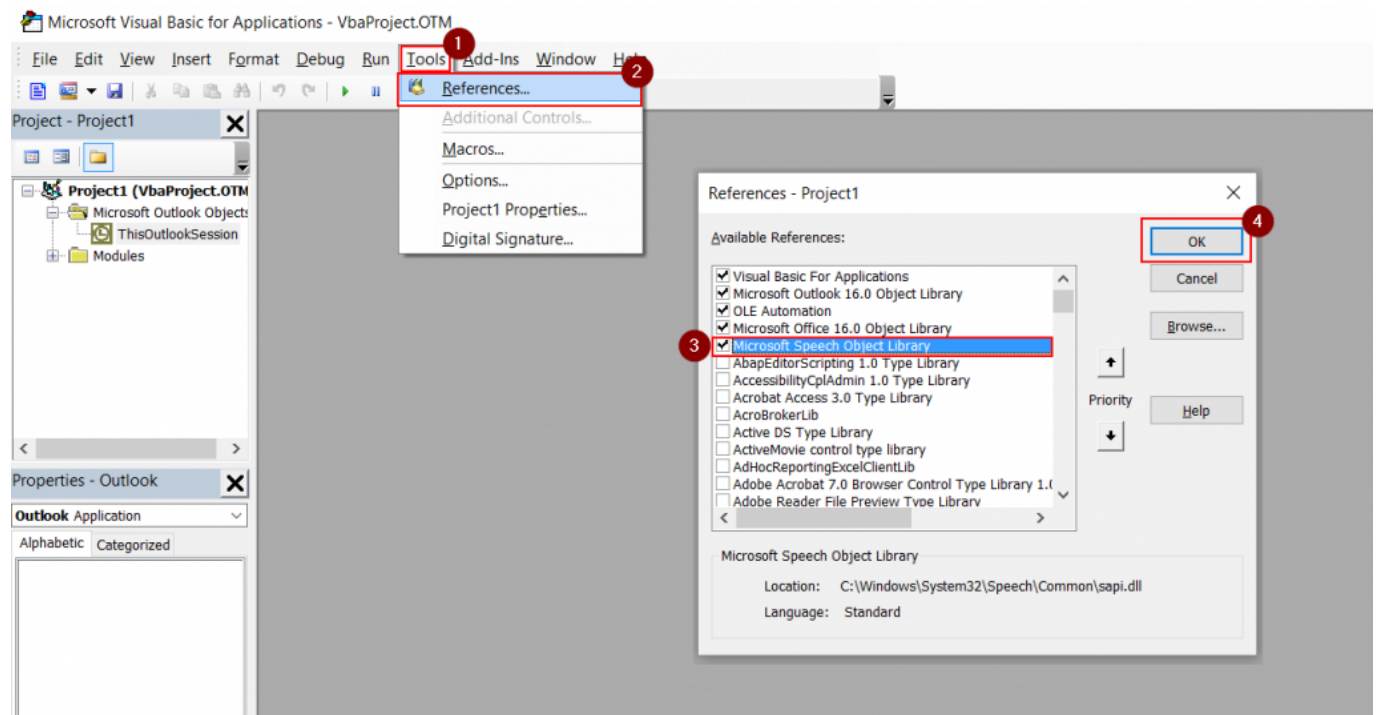 Microsoft Visual Basic for Applications - VbaProject.OTM
1
File Edit View Insert Format Debug Run Tools Add-Ins Window
2
References...
Additional Controls...
Macros...
Options...
Project1 Properties...
Digital Signature...
Project - Project1
Project1 (VbaProject.OTM
Microsoft Outlook Objects
ThisOutlookSession
Modules
Properties - Outlook
Outlook Application
Alphabetic Categorized
References - Project1
4
Available References:
OK
Cancel
Browse...
Visual Basic For Applications
Microsoft Outlook 16.0 Object Library
OLE Automation
Microsoft Office 16.0 Object Library
3
Microsoft Speech Object Library
AbapEditorScripting 1.0 Type Library
AccessibilityCplAdmin 1.0 Type Library
Acrobat Access 3.0 Type Library
AcroBrokerLib
Active DS Type Library
ActiveMovie control type library
AdHocReportingExcelClientLib
Adobe Acrobat 7.0 Browser Control Type Library 1.(
Adobe Reader File Preview Type Library
Priority
Help
Microsoft Speech Object Library
Location: C:\Windows\System32\Speech\Common\sapi.dll
Language: Standard